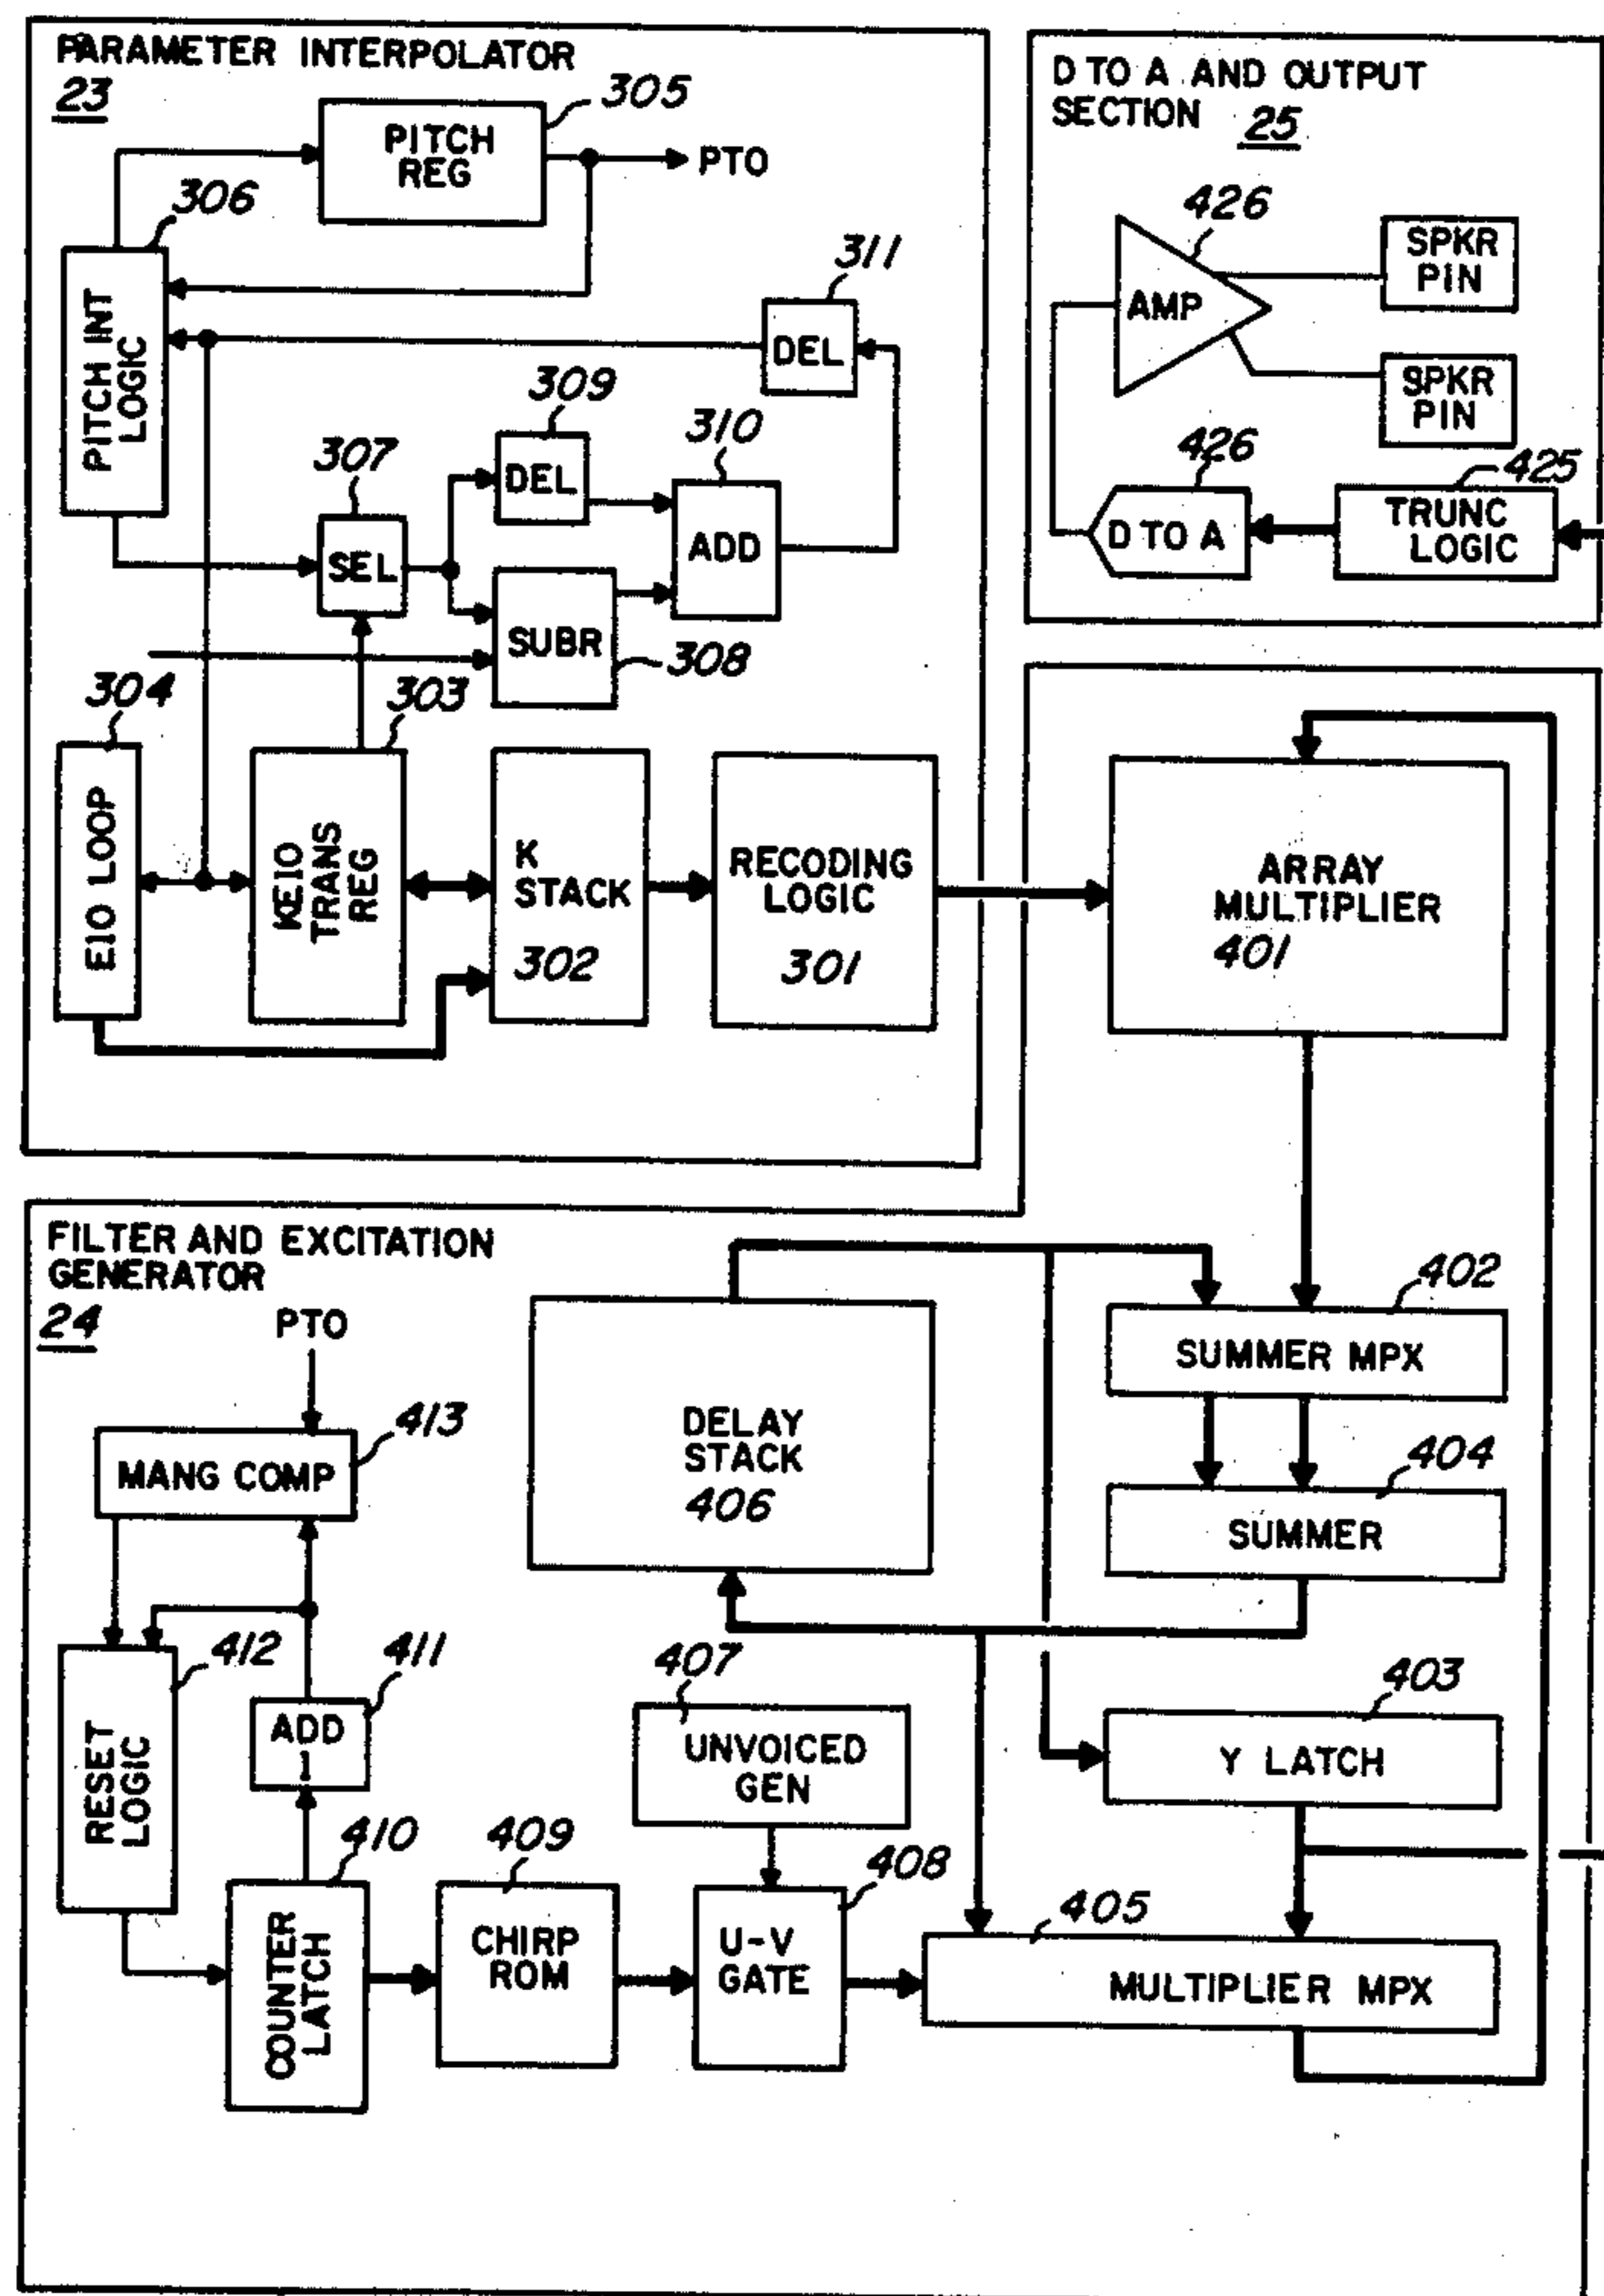 PARAMETER INTERPOLATOR
23
305
PITCH
REG
PTO
306
PITCH INT
LOGIC
311
DEL
309
DEL
310
ADD
307
SEL
SUBR
308
304
E10 LOOP
303
KE10
TRANS
REG
K
STACK
302
RECODING
LOGIC
301
D TO A AND OUTPUT
SECTION 25
426
AMP
SPKR
PIN
SPKR
PIN
426
D TO A
425
TRUNC
LOGIC
ARRAY
MULTIPLIER
401
FILTER AND EXCITATION
GENERATOR
24
PTO
413
MANG COMP
DELAY
STACK
406
402
SUMMER MPX
404
SUMMER
412
RESET
LOGIC
411
ADD
1
407
UNVOICED
GEN
403
Y LATCH
410
COUNTER
LATCH
409
CHIRP
ROM
408
U-V
GATE
405
MULTIPLIER MPX